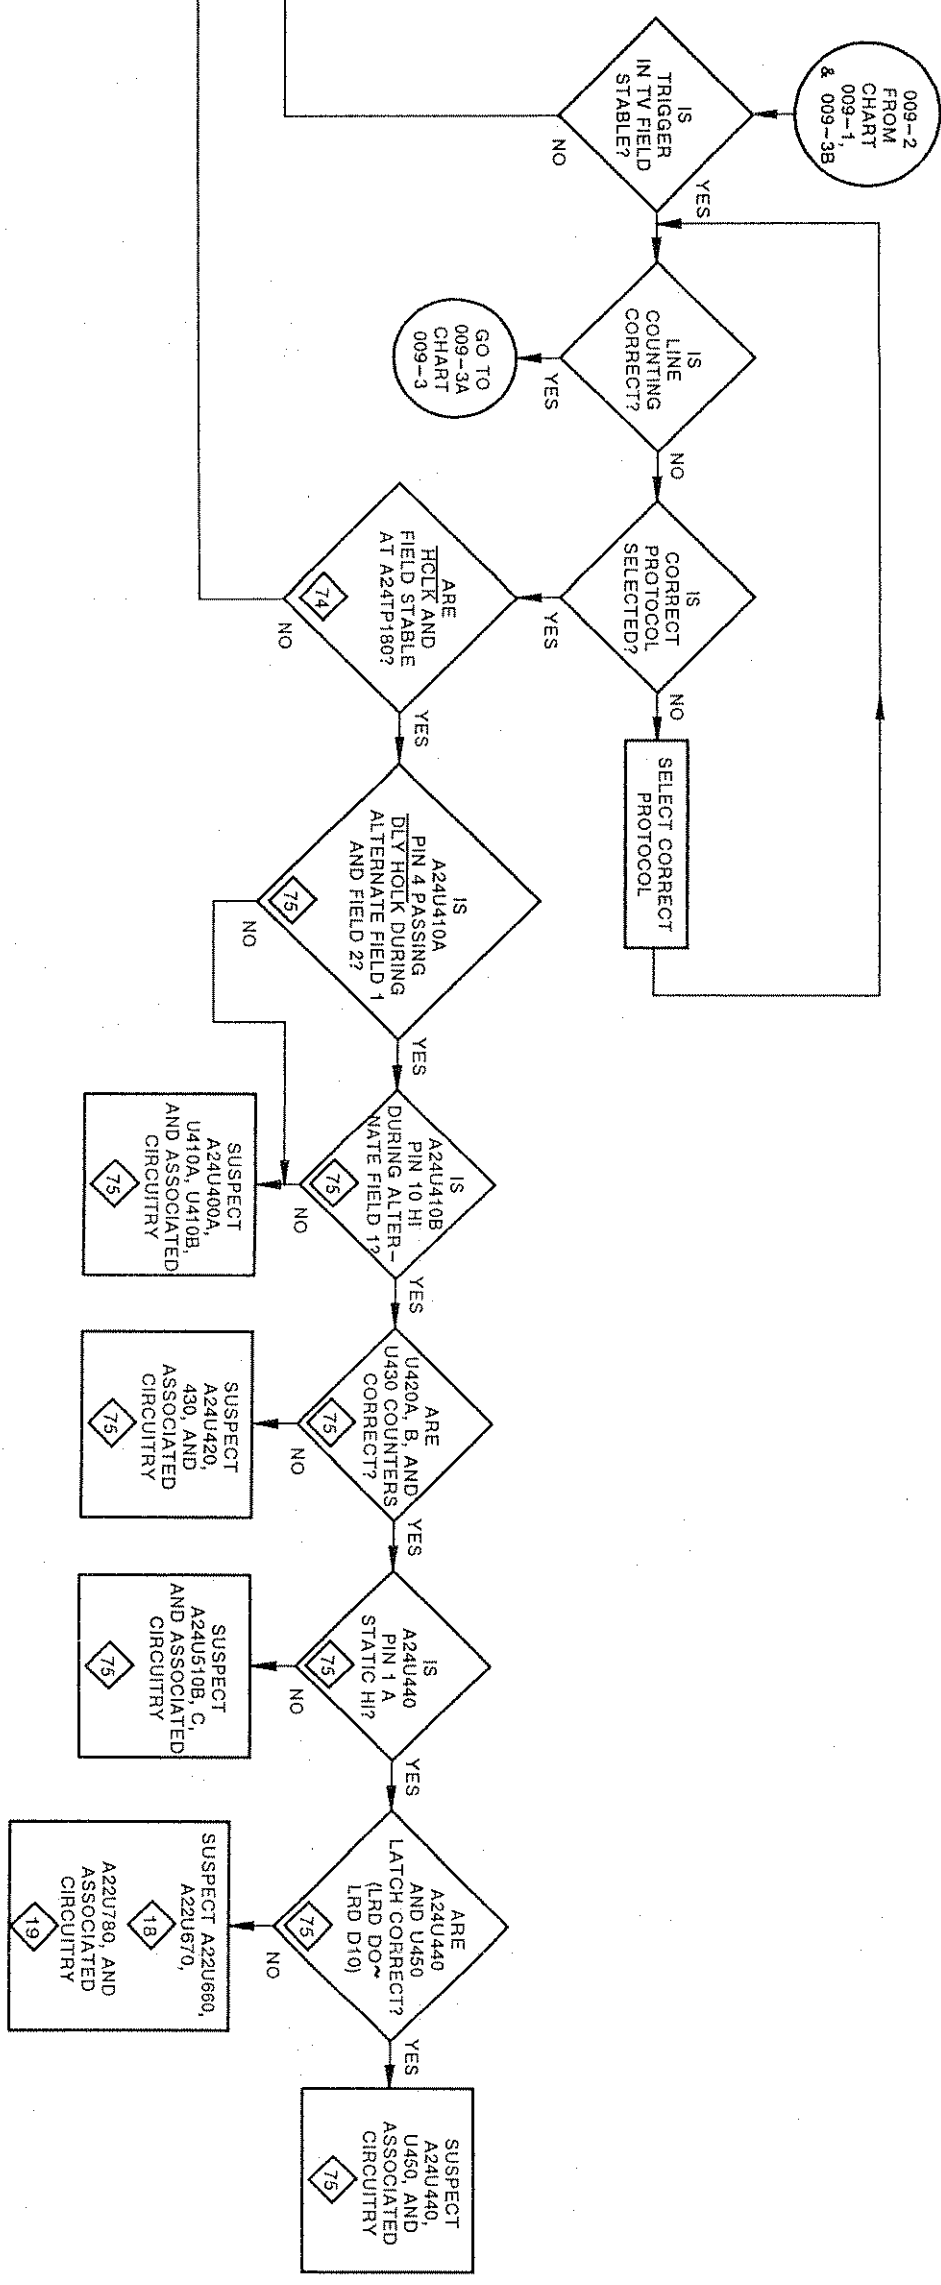 009-2
FROM
CHART
009-1,
& 009-3B
IS
TRIGGER
IN TV FIELD
STABLE?
NO
YES
IS
LINE
COUNTING
CORRECT?
YES
GO TO
009-3A
CHART
009-3
NO
IS
CORRECT
PROTOCOL
SELECTED?
NO
SELECT CORRECT
PROTOCOL
YES
ARE
HCLK AND
FIELD STABLE
AT A24TP180?
74
NO
YES
IS
A24U410A
PIN 4 PASSING
DLY HOLK DURING
ALTERNATE FIELD 1
AND FIELD 2?
75
NO
YES
IS
A24U410B
PIN 10 HI
DURING ALTER-
NATE FIELD 1?
75
NO
SUSPECT
A24U400A,
U410A, U410B,
AND ASSOCIATED
CIRCUITRY
75
YES
ARE
U420A, B, AND
U430 COUNTERS
CORRECT?
75
NO
SUSPECT
A24U420,
430, AND
ASSOCIATED
CIRCUITRY
75
YES
IS
A24U440
PIN 1 A
STATIC HI?
75
NO
SUSPECT
A24U510B, C,
AND ASSOCIATED
CIRCUITRY
75
YES
ARE
A24U440
AND U450
LATCH CORRECT?
(LRD DO~
LRD D10)
75
NO
SUSPECT A22U660,
A22U670,
18
A22U780, AND
ASSOCIATED
CIRCUITRY
19
YES
SUSPECT
A24U440,
U450, AND
ASSOCIATED
CIRCUITRY
75